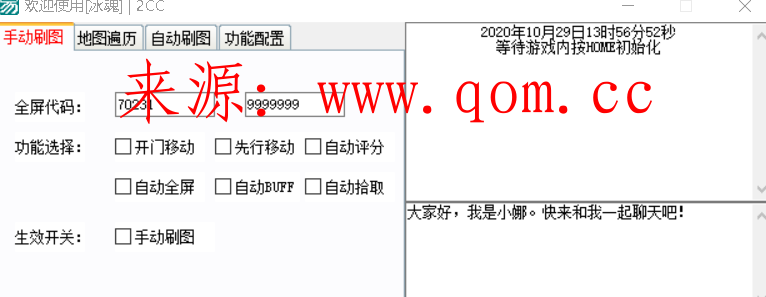 欢迎使用[冰魂] | 2CC
手动刷图 地图遍历 自动刷图 功能配置
2020年10月29日13时56分52秒
等待游戏内按HOME初始化
来源：www.qom.cc
全屏代码： 70231 9999999
功能选择： 开门移动 先行移动 自动评分
自动全屏 自动BUFF 自动拾取
大家好，我是小娜。快来和我一起聊天吧！
生效开关： 手动刷图